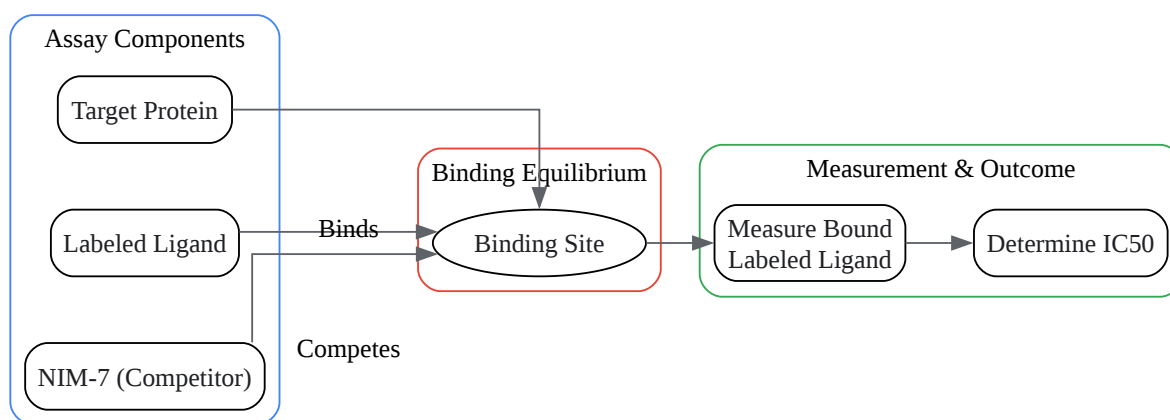 Assay Components
Target Protein
Labeled Ligand
NIM-7 (Competitor)
Binds
Competes
Binding Equilibrium
Binding Site
Measurement & Outcome
Measure Bound
Labeled Ligand
Determine IC50